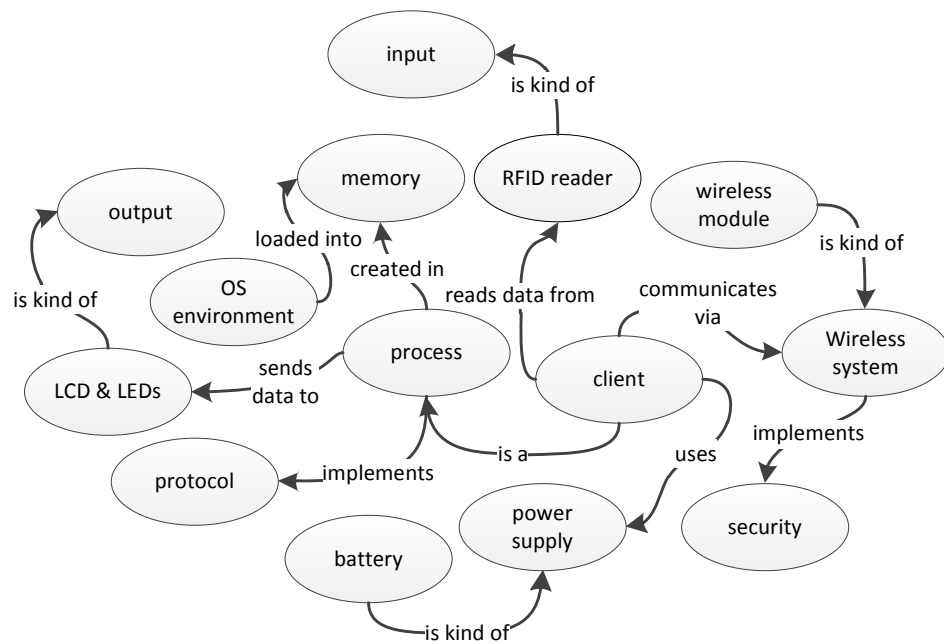 input
is kind of
memory
RFID reader
wireless
module
output
loaded into
is kind of
created in
OS
environment
is kind of
reads data from
communicates
via
process
Wireless
system
client
sends
data to
LCD & LEDs
implements
is a
uses
protocol
implements
power
supply
security
battery
is kind of